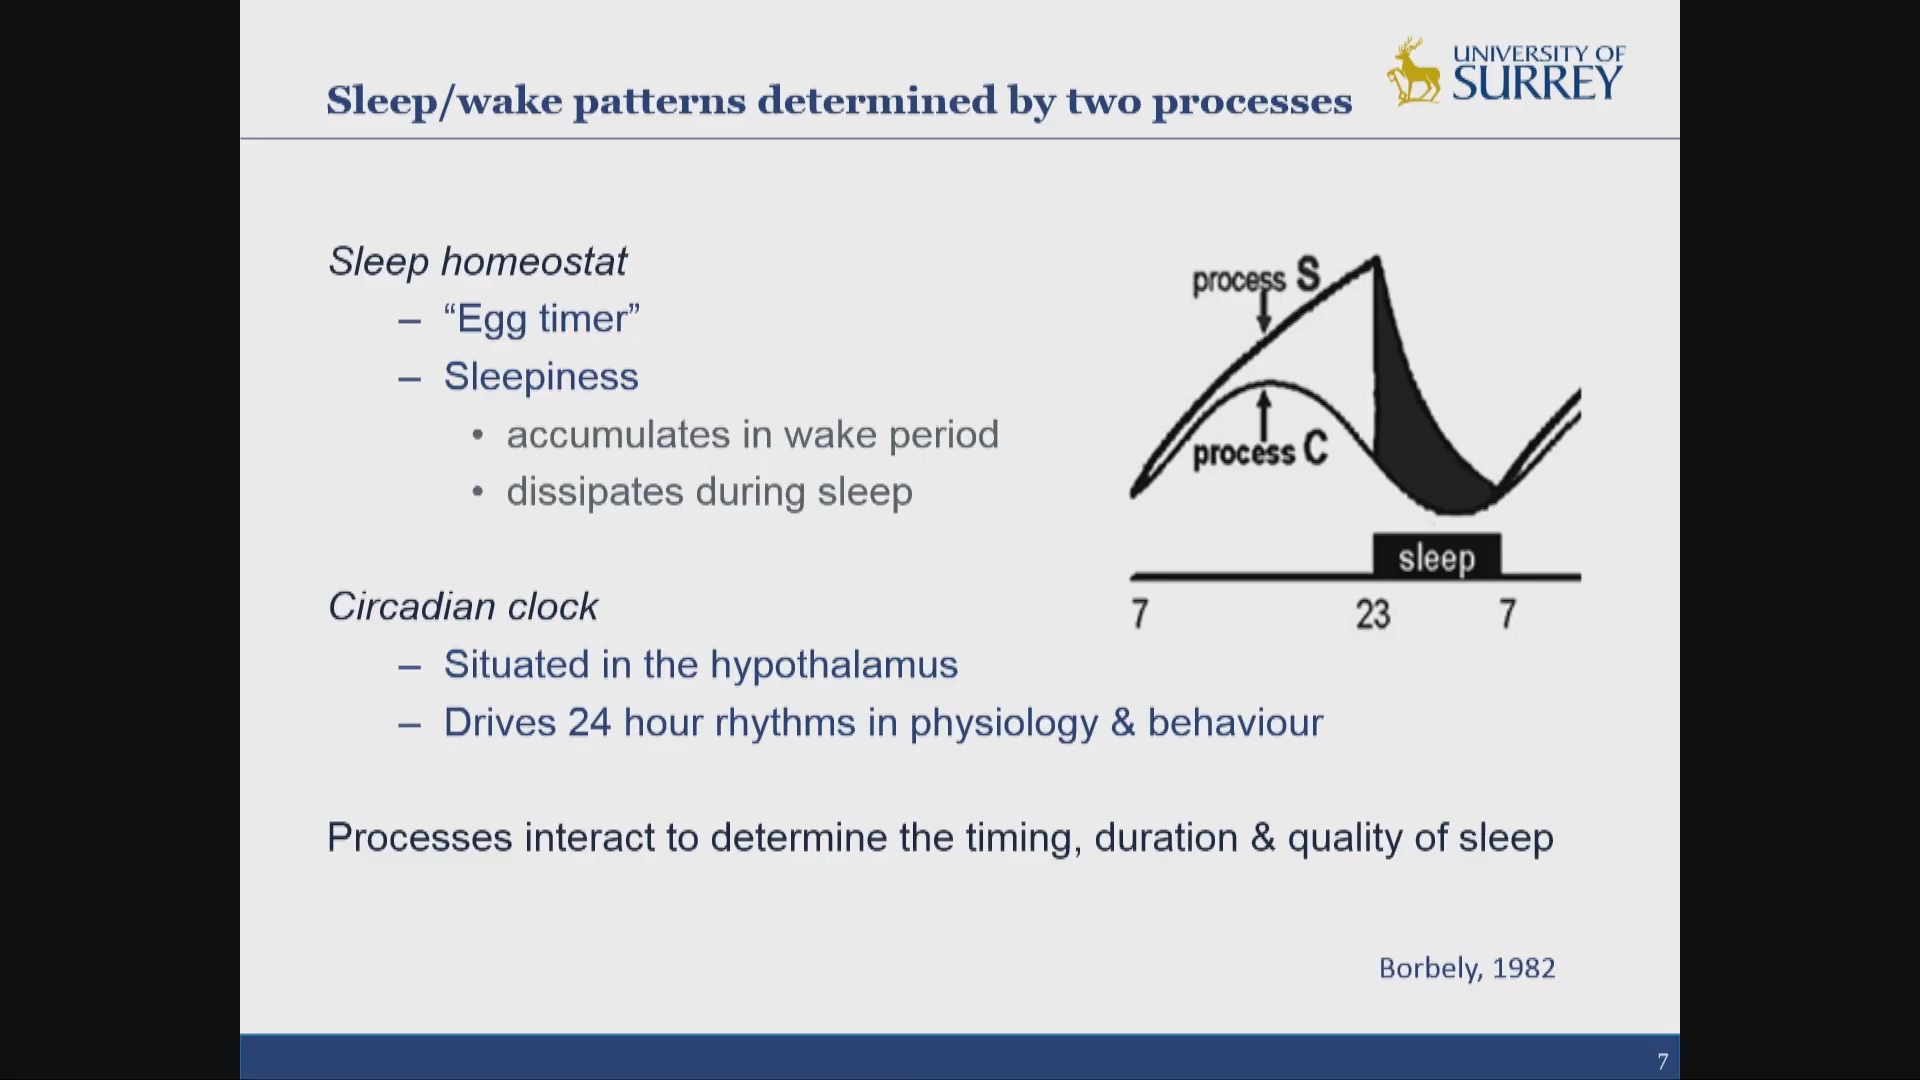 UNIVERSITY OF
SURREY
Sleep/wake patterns determined by two processes
Sleep homeostat
– “Egg timer”
– Sleepiness
• accumulates in wake period
• dissipates during sleep
process S
process C
sleep
7 23 7
Circadian clock
– Situated in the hypothalamus
– Drives 24 hour rhythms in physiology & behaviour
Processes interact to determine the timing, duration & quality of sleep
Borbely, 1982
7